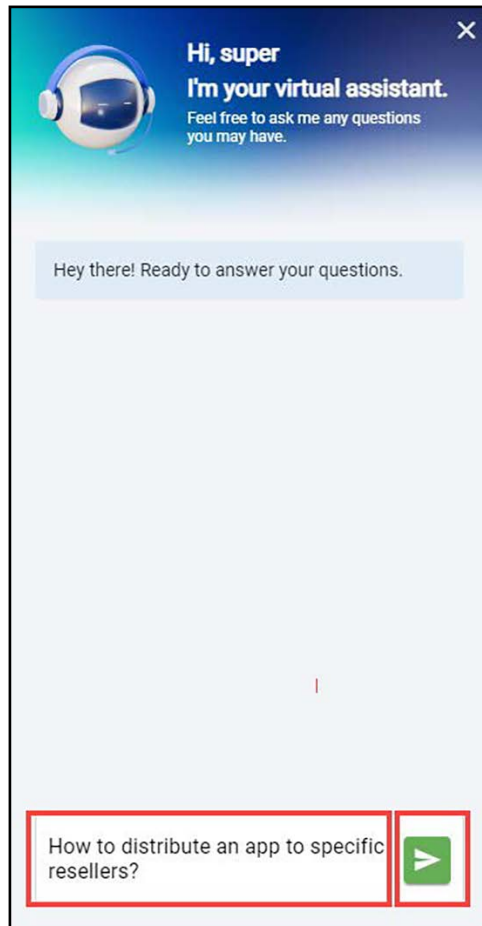 Hi, super
I'm your virtual assistant.
Feel free to ask me any questions
you may have.
Hey there! Ready to answer your questions.
How to distribute an app to specific
resellers?